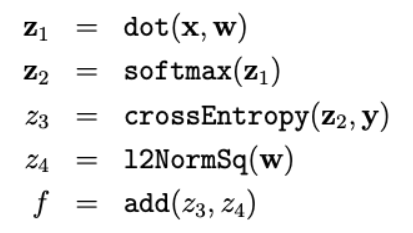 z₁ = dot(x, w)
z₂ = softmax(z₁)
z₃ = crossEntropy(z₂, y)
z₄ = l2NormSq(w)
f = add(z₃, z₄)